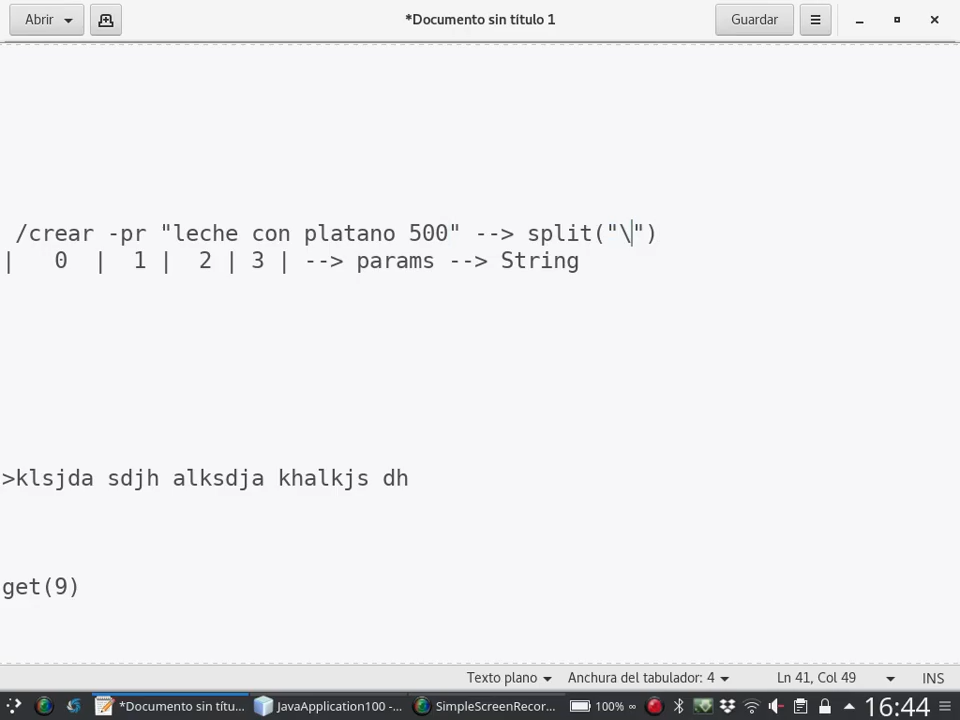 Abrir
*Documento sin título 1
Guardar
/crear -pr "leche con platano 500" --> split("\")
|   0  |  1 |  2 | 3 | --> params --> String
>klsjda sdjh alksdja khalkjs dh
get(9)
Texto plano
Anchura del tabulador: 4
Ln 41, Col 49
INS
*Documento sin títu...
JavaApplication100 -...
SimpleScreenRecor...
100%
16:44